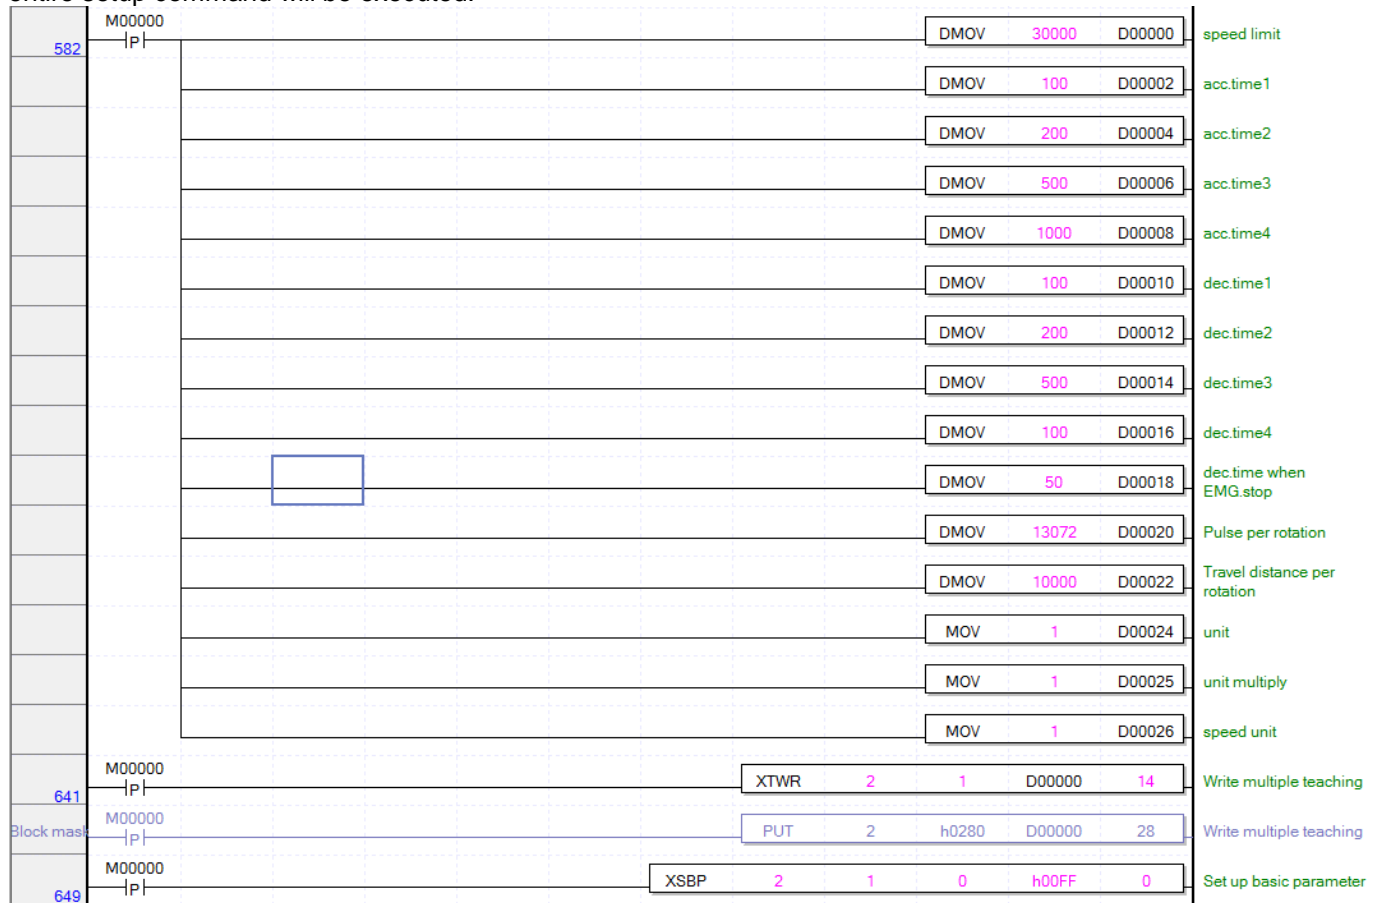 entire setup command will be executed.
M00000
P
582
DMOV 30000 D00000 speed limit
DMOV 100 D00002 acc.time1
DMOV 200 D00004 acc.time2
DMOV 500 D00006 acc.time3
DMOV 1000 D00008 acc.time4
DMOV 100 D00010 dec.time1
DMOV 200 D00012 dec.time2
DMOV 500 D00014 dec.time3
DMOV 100 D00016 dec.time4
DMOV 50 D00018 dec.time when
EMG.stop
DMOV 13072 D00020 Pulse per rotation
DMOV 10000 D00022 Travel distance per
rotation
MOV 1 D00024 unit
MOV 1 D00025 unit multiply
MOV 1 D00026 speed unit
M00000
P
641
XTWR 2 1 D00000 14 Write multiple teaching
M00000
Block mask
P
PUT 2 h0280 D00000 28 Write multiple teaching
M00000
P
649
XSBP 2 1 0 h00FF 0 Set up basic parameter